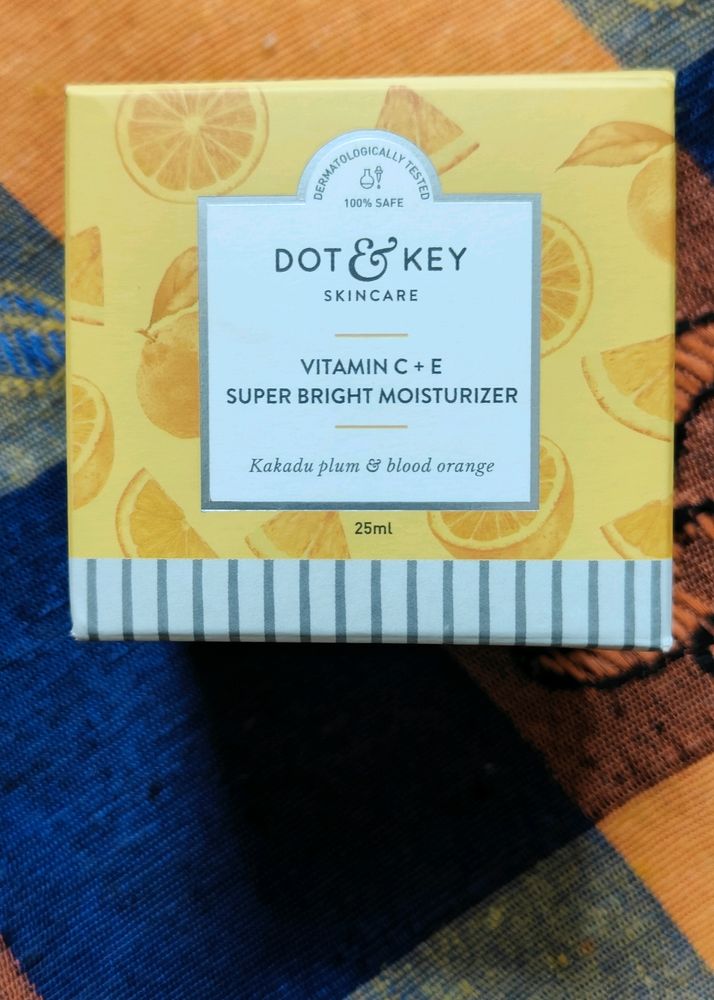 DERMATOLOGICALLY TESTED
100% SAFE
DOT & KEY
SKINCARE
VITAMIN C + E
SUPER BRIGHT MOISTURIZER
Kakadu plum & blood orange
25ml